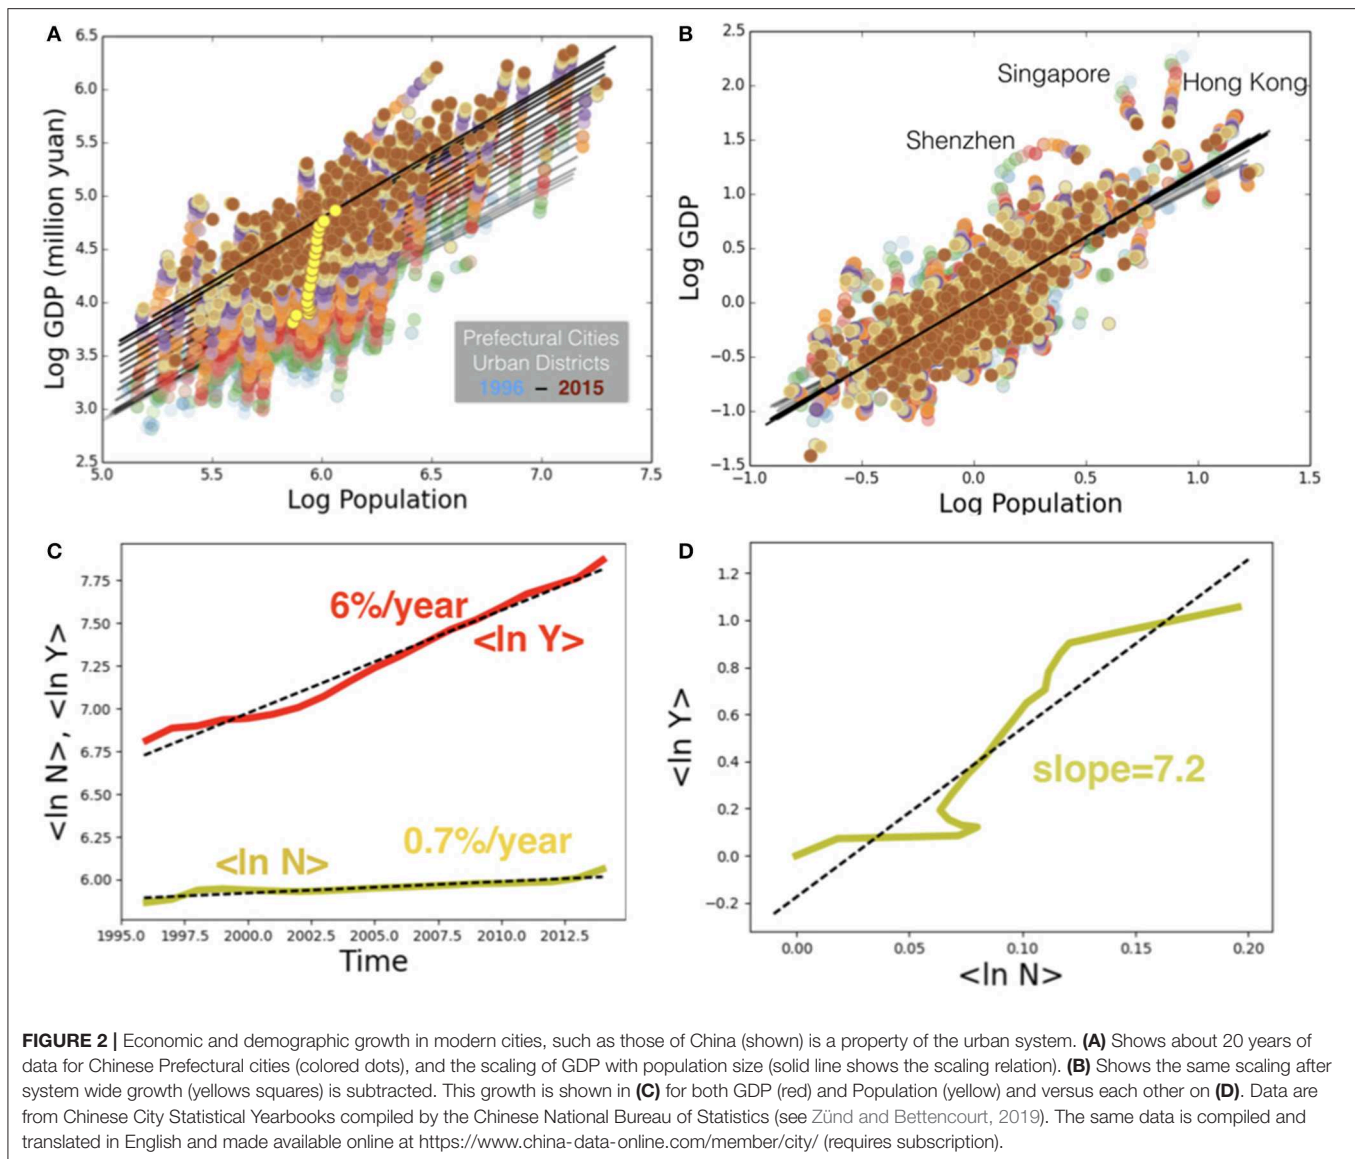 A
6.5
6.0
5.5
5.0
4.5
4.0
3.5
3.0
2.5
Log GDP (million yuan)
Prefectural Cities
Urban Districts
1996 – 2015
5.0 5.5 6.0 6.5 7.0 7.5
Log Population
B
2.5
2.0
1.5
1.0
0.5
0.0
−0.5
−1.0
−1.5
Log GDP
Singapore
Hong Kong
Shenzhen
−1.0 −0.5 0.0 0.5 1.0 1.5
Log Population
C
7.75
7.50
7.25
7.00
6.75
6.50
6.25
6.00
<ln N>, <ln Y>
6%/year
<ln Y>
0.7%/year
<ln N>
1995.0 1997.5 2000.0 2002.5 2005.0 2007.5 2010.0 2012.5
Time
D
1.2
1.0
0.8
0.6
0.4
0.2
0.0
−0.2
<ln Y>
slope=7.2
0.00 0.05 0.10 0.15 0.20
<ln N>
FIGURE 2 | Economic and demographic growth in modern cities, such as those of China (shown) is a property of the urban system. (A) Shows about 20 years of
data for Chinese Prefectural cities (colored dots), and the scaling of GDP with population size (solid line shows the scaling relation). (B) Shows the same scaling after
system wide growth (yellows squares) is subtracted. This growth is shown in (C) for both GDP (red) and Population (yellow) and versus each other on (D). Data are
from Chinese City Statistical Yearbooks compiled by the Chinese National Bureau of Statistics (see Zünd and Bettencourt, 2019). The same data is compiled and
translated in English and made available online at https://www.china-data-online.com/member/city/ (requires subscription).